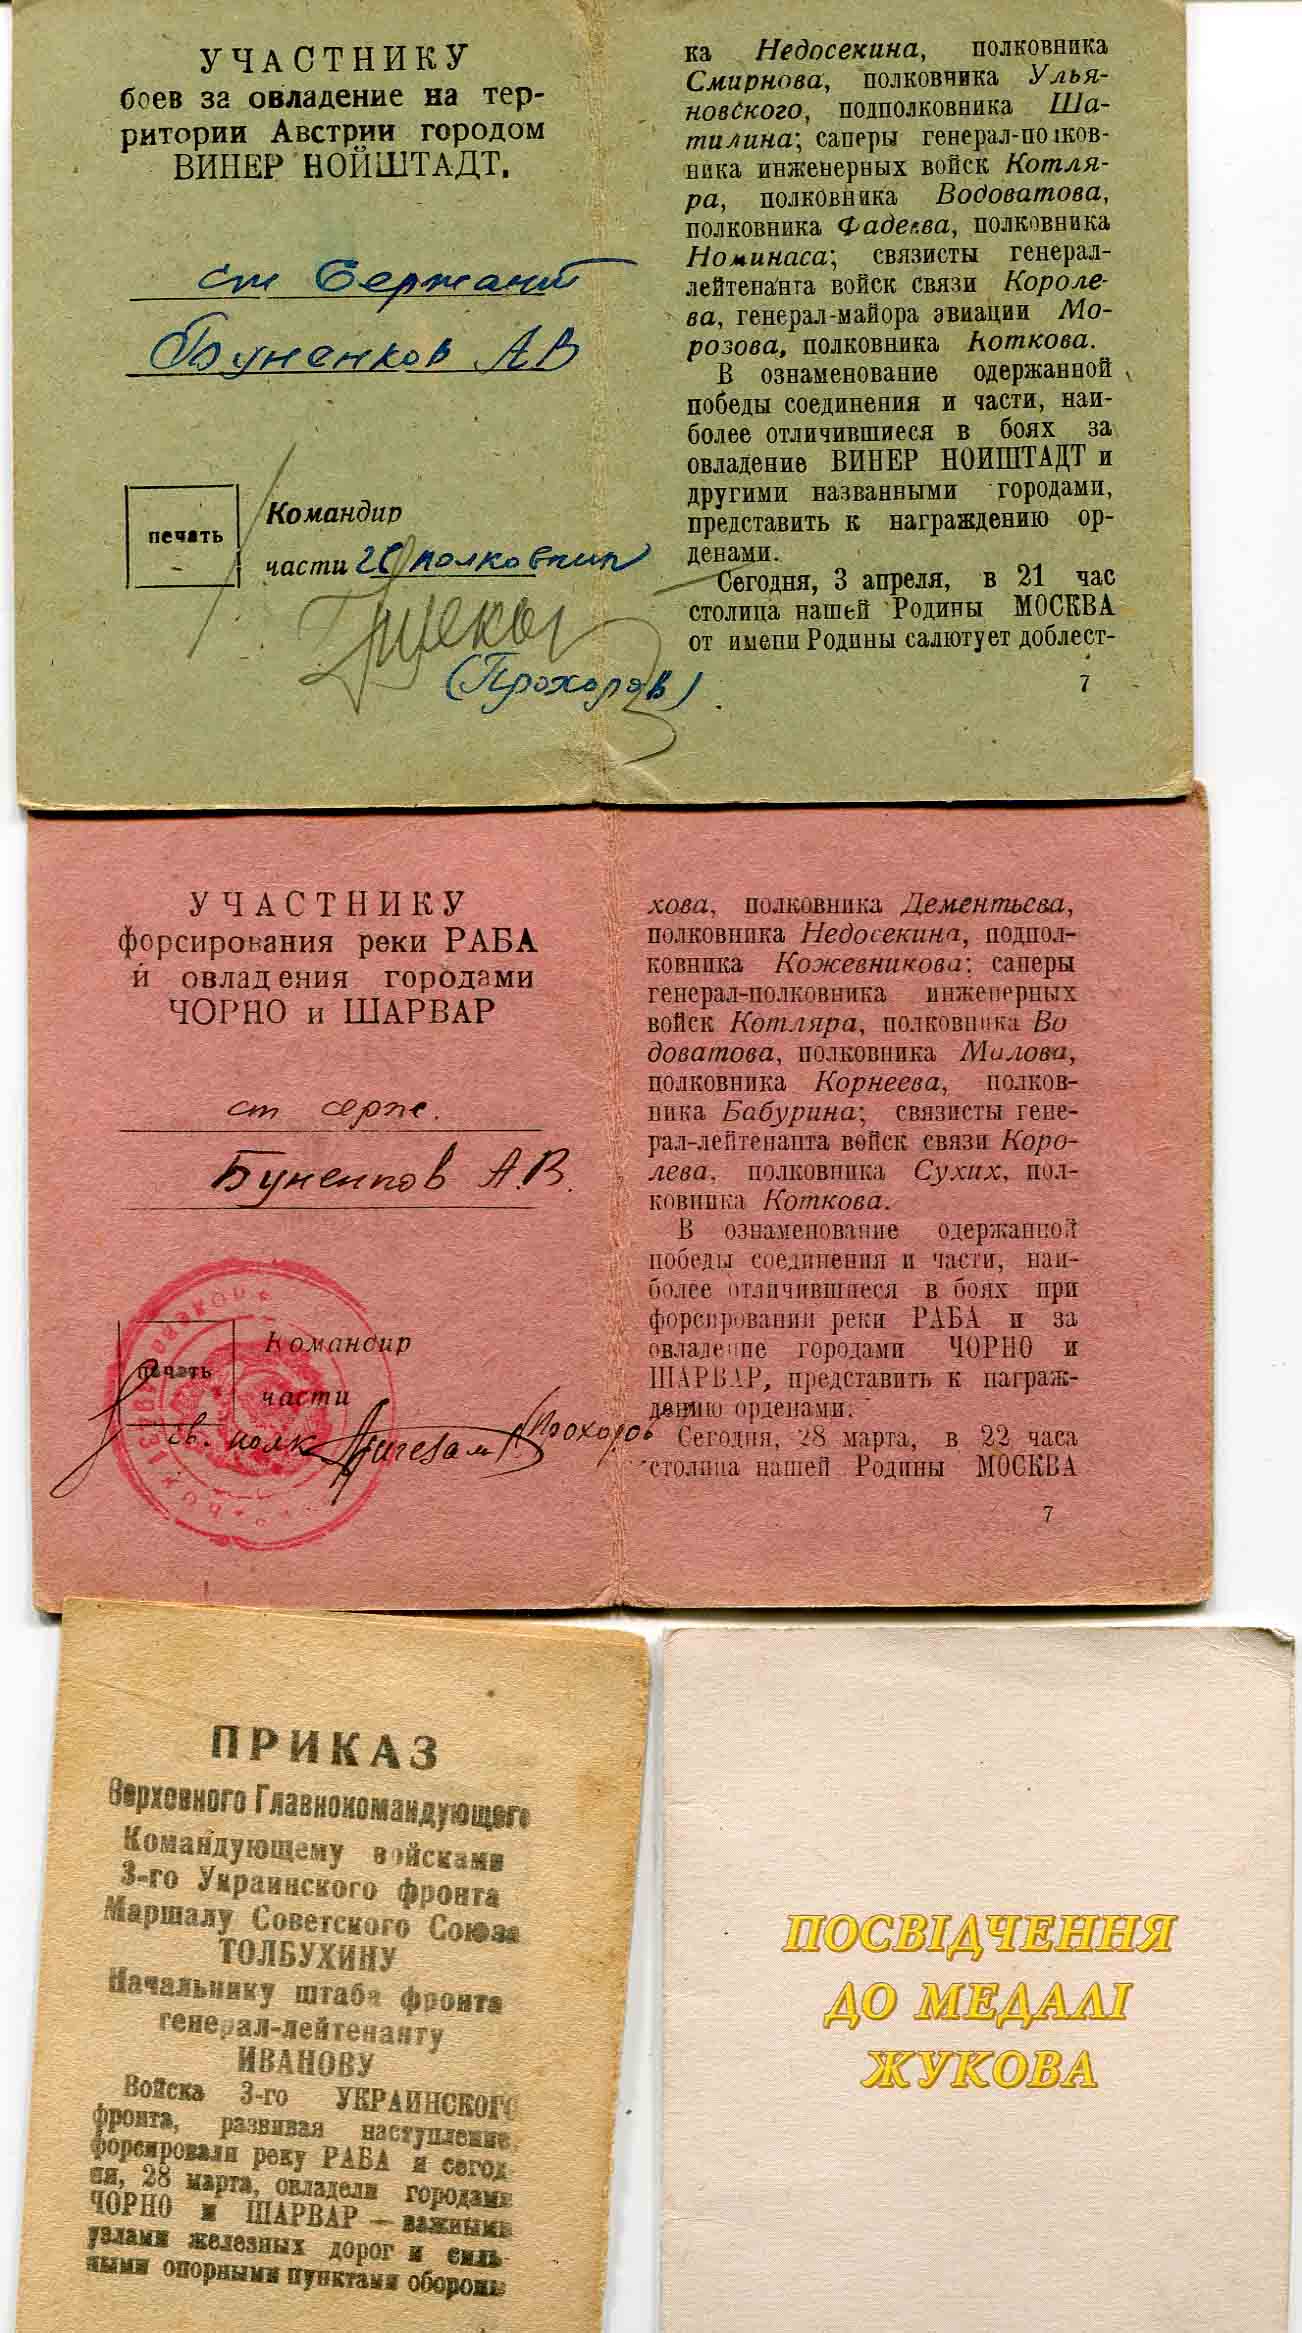 УЧАСТНИКУ
боев за овладение на тер-
ритории Австрии городом
ВИНЕР НОЙШТАДТ.
ст Сержант
Буненков АВ
печать
Командир
части
полковник
(Прохоров)
ка Недосекина, полковника
Смирнова, полковника Улья-
новского, подполковника Ша-
тилина; саперы генерал-полков-
ника инженерных войск Котля-
ра, полковника Водоватова,
полковника Фадеева, полковника
Номинаса; связисты генерал-
лейтенанта войск связи Короле-
ва, генерал-майора авиации Мо-
розова, полковника Коткова.
В ознаменование одержанной
победы соединения и части, наи-
более отличившиеся в боях за
овладение ВИНЕР НОЙШТАДТ и
другими названными городами,
представить к награждению ор-
денами.
Сегодня, 3 апреля, в 21 час
столица нашей Родины МОСКВА
от имени Родины салютует доблест-
7
УЧАСТНИКУ
форсирования реки РАБА
и овладения городами
ЧОРНО и ШАРВАР
ст серж.
Буненков А.В.
печать
Командир
части
гв. полк
Прохоров
хова, полковника Дементьева,
полковника Недосекина, подпол-
ковника Кожевникова; саперы
генерал-полковника инженерных
войск Котляра, полковника Во
доватова, полковника Милова,
полковника Корнеева, полков-
ника Бабурина; связисты гене-
рал-лейтенанта войск связи Коро-
лева, полковника Сухих, пол-
ковника Коткова.
В ознаменование одержанной
победы соединения и части, наи-
более отличившиеся в боях при
форсировании реки РАБА и за
овладение городами ЧОРНО и
ШАРВАР, представить к награж-
дению орденами.
Сегодня, 28 марта, в 22 часа
столица нашей Родины МОСКВА
7
ПРИКАЗ
Верховного Главнокомандующего
Командующему войсками
3-го Украинского фронта
Маршалу Советского Союза
ТОЛБУХИНУ
Начальнику штаба фронта
генерал-лейтенанту
ИВАНОВУ
Войска 3-го УКРАИНСКОГО
фронта, развивая наступление,
форсировали реку РАБА и сегод-
ня, 28 марта, овладели городами
ЧОРНО и ШАРВАР — важными
узлами железных дорог и силь-
ными опорными пунктами обороны
ПОСВІДЧЕННЯ
ДО МЕДАЛІ
ЖУКОВА